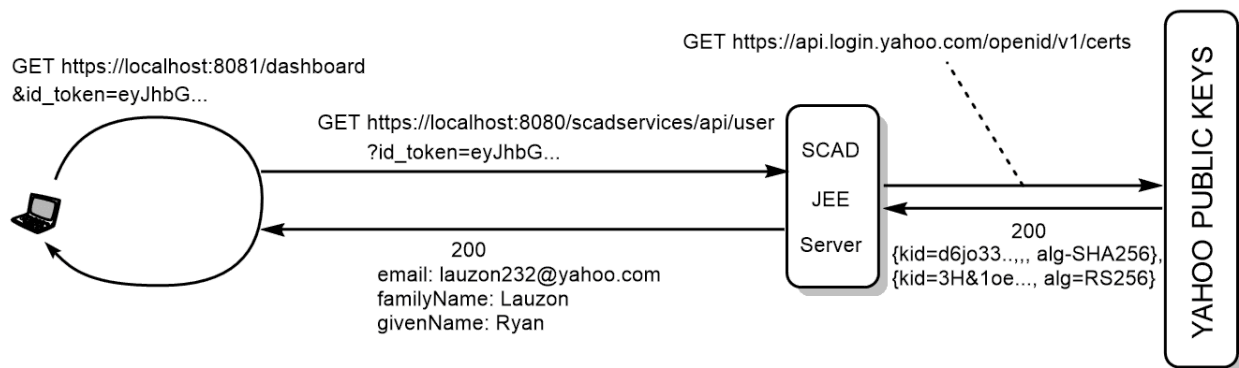 GET https://api.login.yahoo.com/openid/v1/certs
GET https://localhost:8081/dashboard
&id_token=eyJhbG...
GET https://localhost:8080/scadservices/api/user
?id_token=eyJhbG...
SCAD
JEE
Server
200
email: lauzon232@yahoo.com
familyName: Lauzon
givenName: Ryan
200
{kid=d6jo33..,,, alg-SHA256},
{kid=3H&1oe..., alg=RS256}
YAHOO PUBLIC KEYS